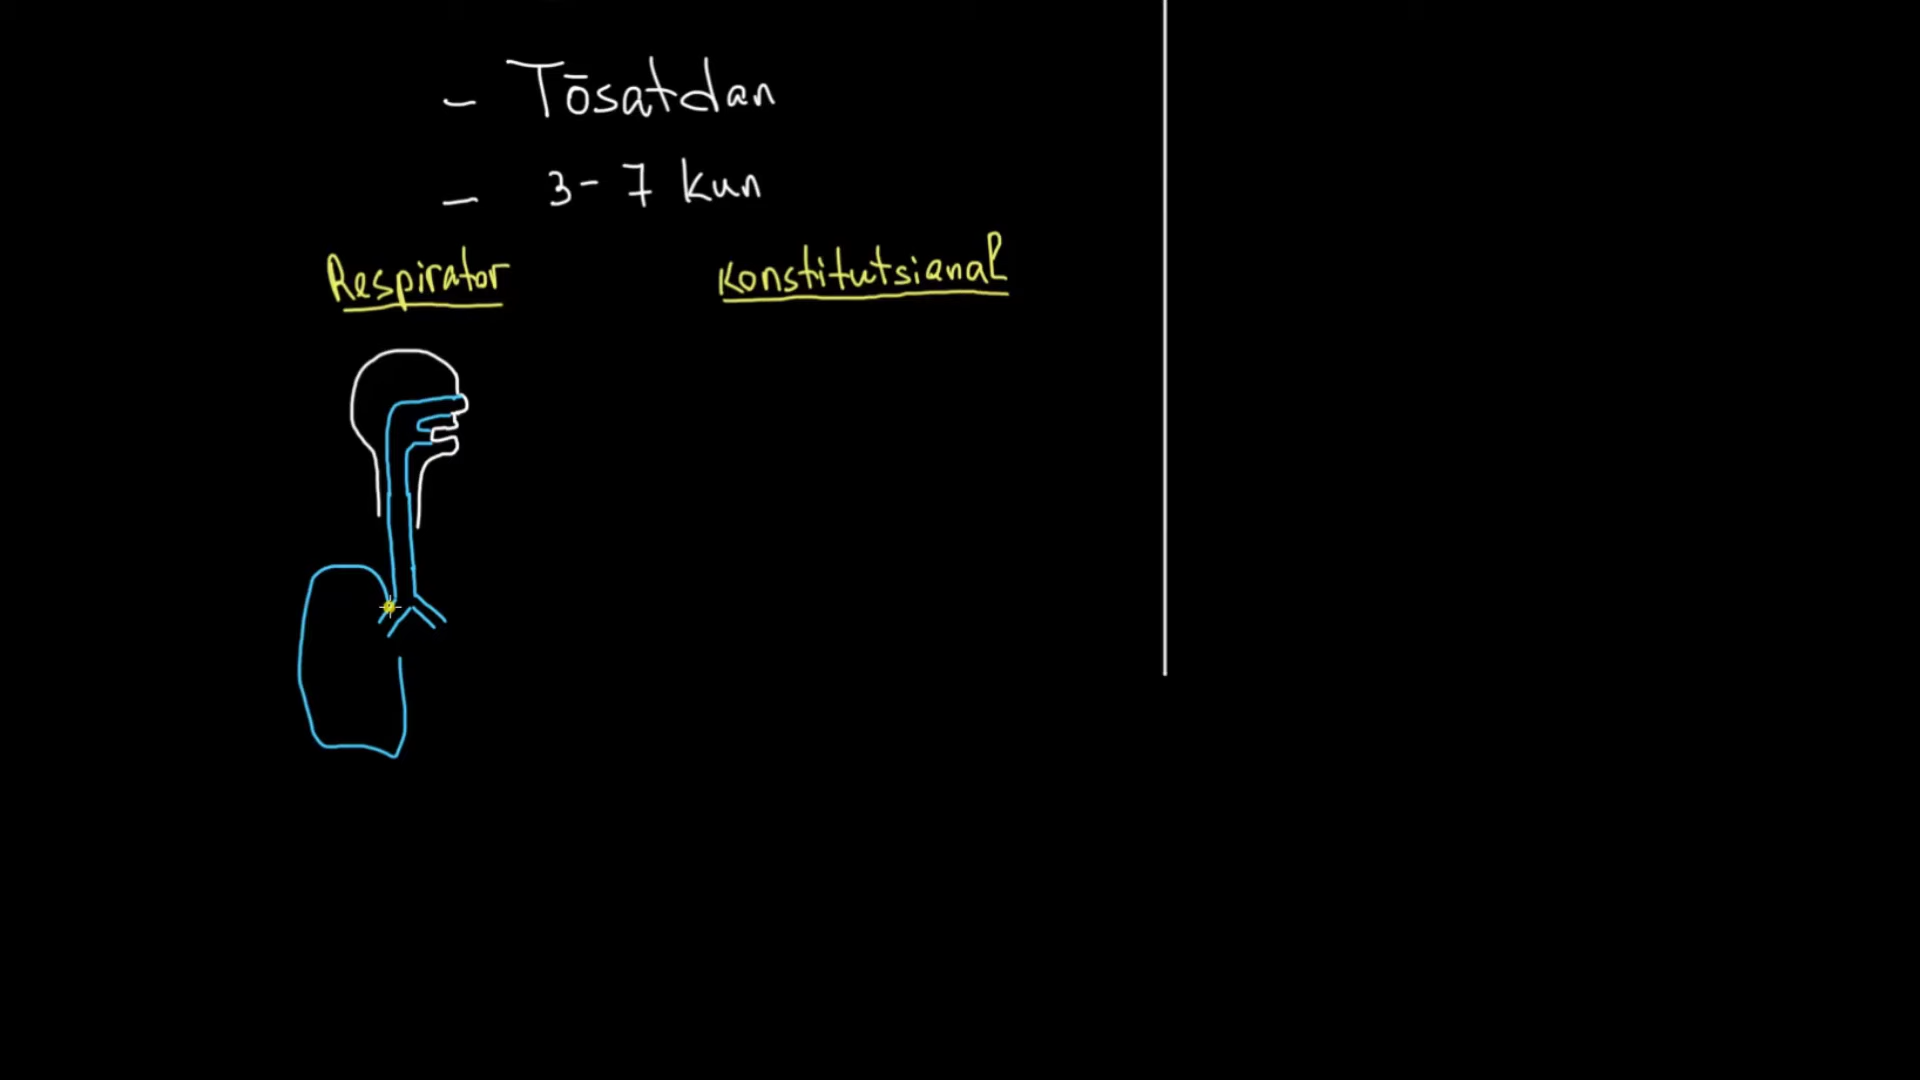 - Tōsatdan
- 3-7 kun
Respirator Konstitutsianal